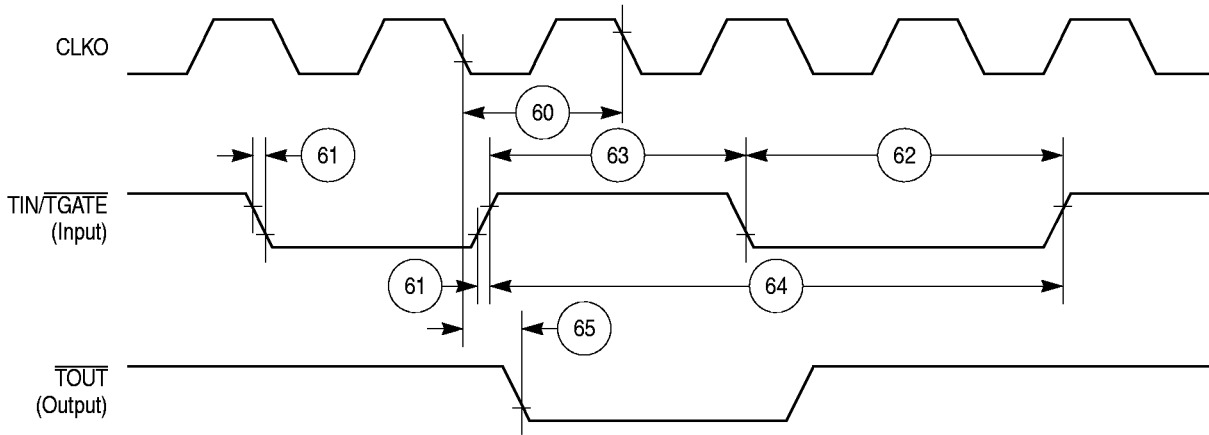 CLKO
60
61
63
62
TIN/TGATE
(Input)
61
64
65
TOUT
(Output)